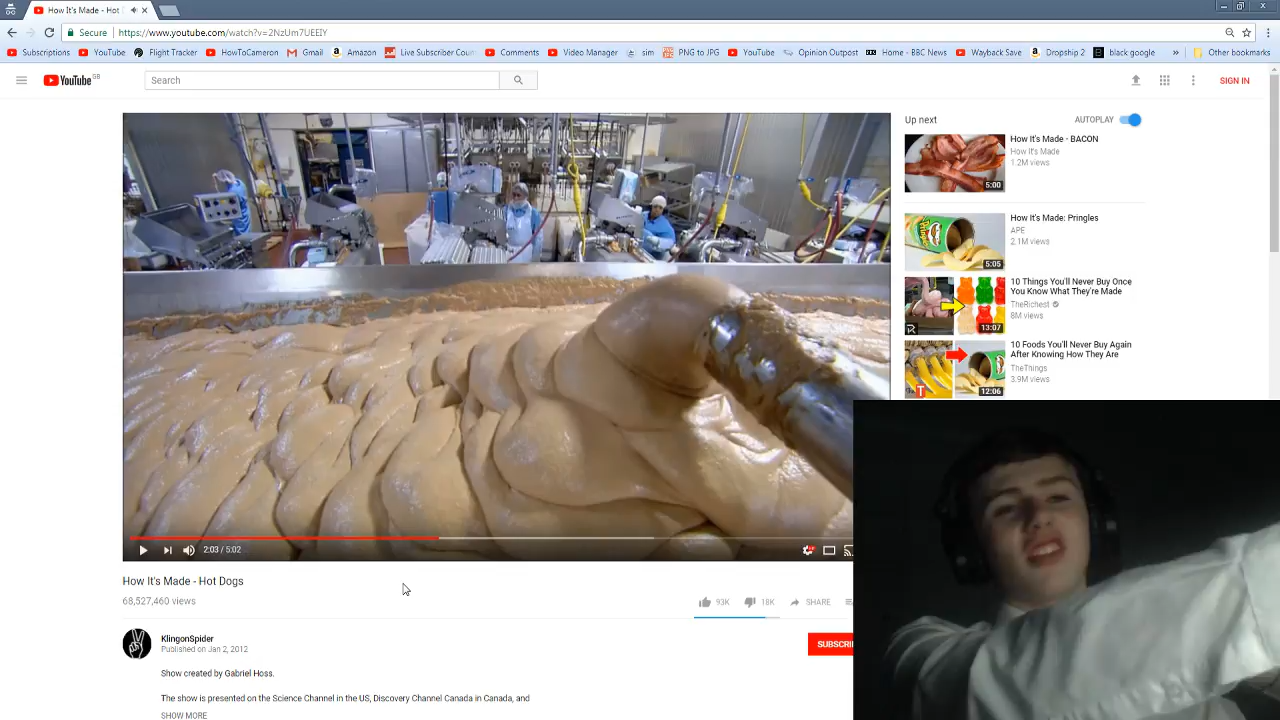 How It's Made - Hot
Secure
https://www.youtube.com/watch?v=2NzUm7UEEIY
Subscriptions YouTube Flight Tracker HowToCameron Gmail Amazon Live Subscriber Coun Comments Video Manager sim PNG to JPG YouTube Opinion Outpost Home - BBC News Wayback Save Dropship 2 black google Other bookmarks
YouTube GB Search SIGN IN
Up next AUTOPLAY
How It's Made - BACON
How It's Made
1.2M views
5:00
How It's Made: Pringles
APE
2.1M views
5:05
10 Things You'll Never Buy Once
You Know What They're Made
TheRichest
8M views
13:07
10 Foods You'll Never Buy Again
After Knowing How They Are
TheThings
3.9M views
12:06
2:03 / 5:02
How It's Made - Hot Dogs
68,527,460 views
93K 18K SHARE
KlingonSpider
Published on Jan 2, 2012
SUBSCRI
Show created by Gabriel Hoss.
The show is presented on the Science Channel in the US, Discovery Channel Canada in Canada, and
SHOW MORE